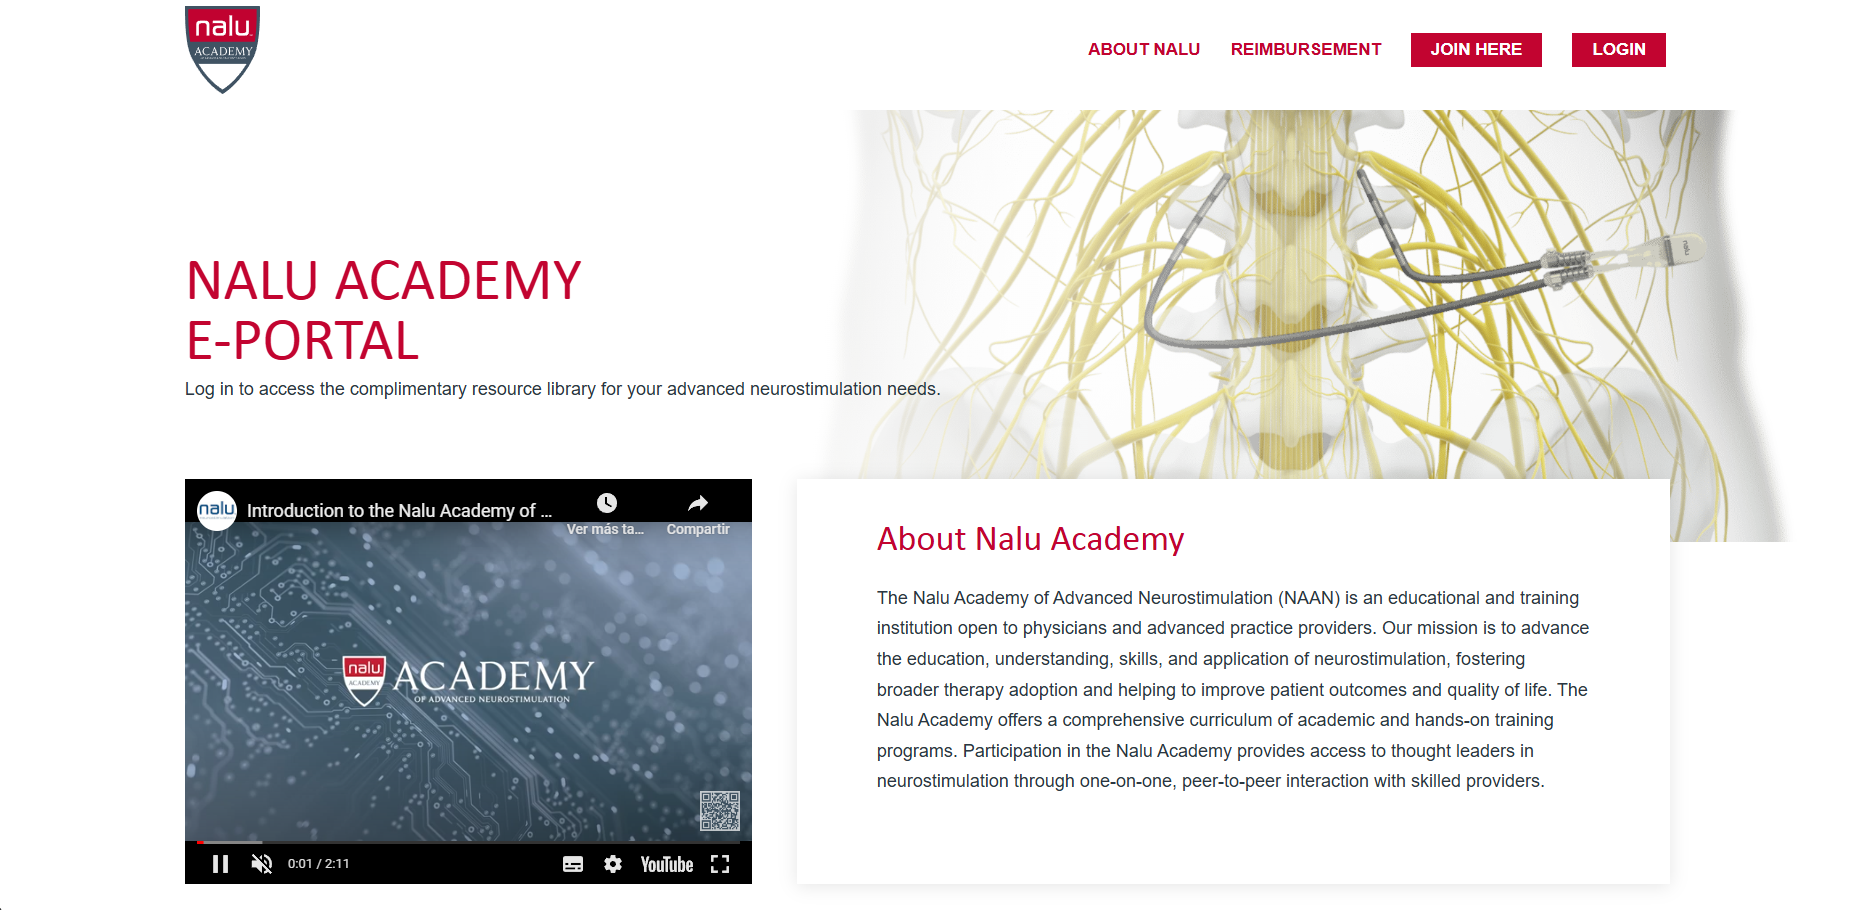 nalu
ACADEMY
ABOUT NALU
REIMBURSEMENT
JOIN HERE
LOGIN
nalu
NALU ACADEMY
E-PORTAL
Log in to access the complimentary resource library for your advanced neurostimulation needs.
nalu
Introduction to the Nalu Academy of ...
Ver más ta...
Compartir
nalu
ACADEMY
ACADEMY
OF ADVANCED NEUROSTIMULATION
0:01 / 2:11
YouTube
About Nalu Academy
The Nalu Academy of Advanced Neurostimulation (NAAN) is an educational and training
institution open to physicians and advanced practice providers. Our mission is to advance
the education, understanding, skills, and application of neurostimulation, fostering
broader therapy adoption and helping to improve patient outcomes and quality of life. The
Nalu Academy offers a comprehensive curriculum of academic and hands-on training
programs. Participation in the Nalu Academy provides access to thought leaders in
neurostimulation through one-on-one, peer-to-peer interaction with skilled providers.